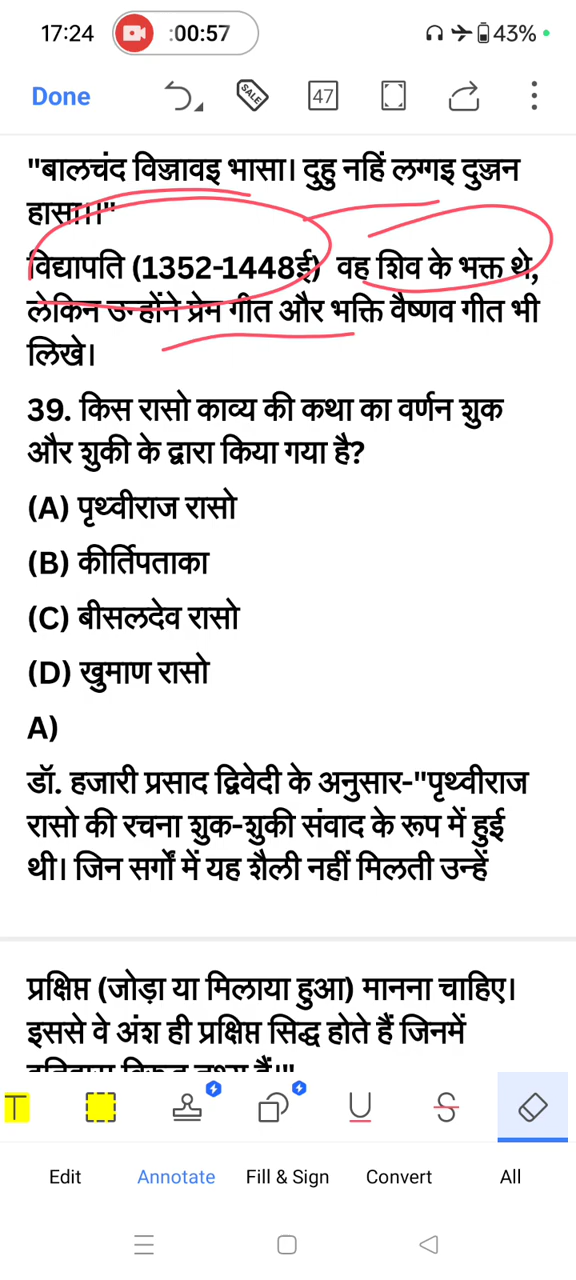 17:24 :00:57 43%
Done SALE 47
"बालचंद विज्जावइ भासा। दुहु नहिं लग्गइ दुज्जन
हासा।।"
विद्यापति (1352-1448ई) वह शिव के भक्त थे,
लेकिन उन्होंने प्रेम गीत और भक्ति वैष्णव गीत भी
लिखे।
39. किस रासो काव्य की कथा का वर्णन शुक
और शुकी के द्वारा किया गया है?
(A) पृथ्वीराज रासो
(B) कीर्तिपताका
(C) बीसलदेव रासो
(D) खुमाण रासो
A)
डॉ. हजारी प्रसाद द्विवेदी के अनुसार-"पृथ्वीराज
रासो की रचना शुक-शुकी संवाद के रूप में हुई
थी। जिन सर्गों में यह शैली नहीं मिलती उन्हें
प्रक्षिप्त (जोड़ा या मिलाया हुआ) मानना चाहिए।
इससे वे अंश ही प्रक्षिप्त सिद्ध होते हैं जिनमें
T U S
Edit Annotate Fill & Sign Convert All